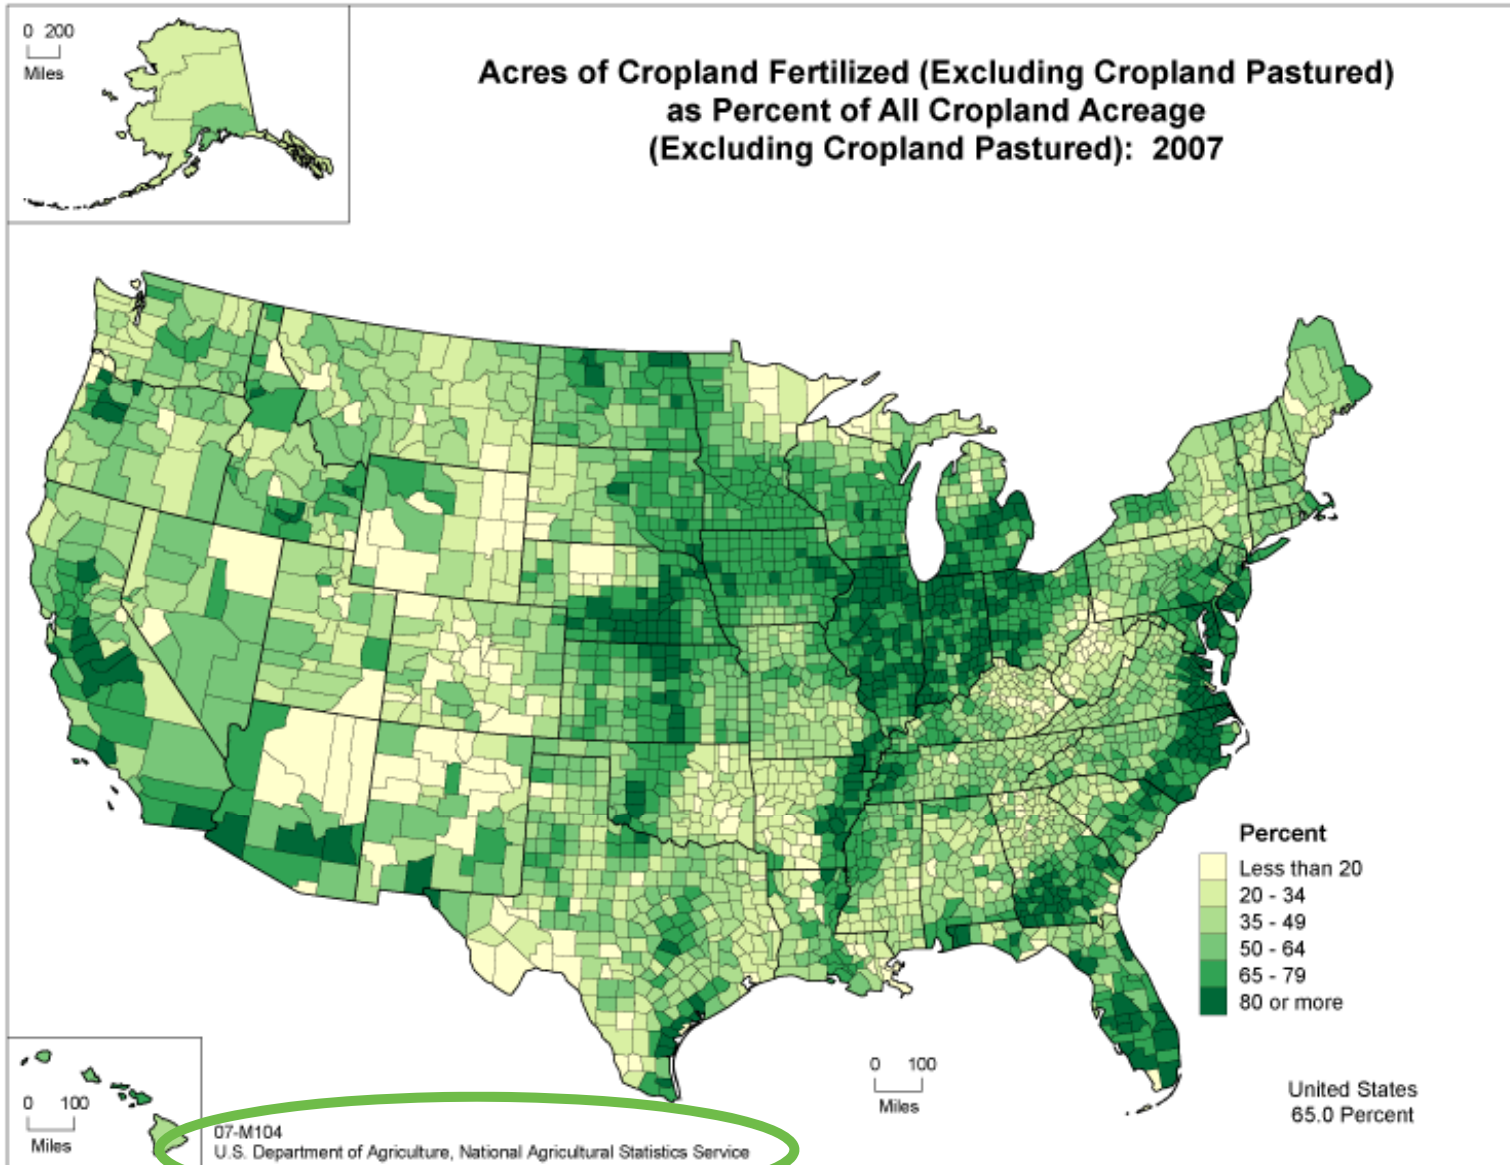 0 200
Miles
Acres of Cropland Fertilized (Excluding Cropland Pastured)
as Percent of All Cropland Acreage
(Excluding Cropland Pastured): 2007
Percent
Less than 20
20 - 34
35 - 49
50 - 64
65 - 79
80 or more
0 100
Miles
United States
65.0 Percent
0 100
Miles
07-M104
U.S. Department of Agriculture, National Agricultural Statistics Service